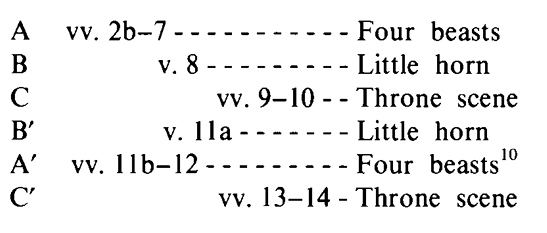 A vv. 2b–7 - - - - - - - - - - - Four beasts
B v. 8 - - - - - - - - - Little horn
C vv. 9–10 - - Throne scene
B′ v. 11a - - - - - - - Little horn
A′ vv. 11b–12 - - - - - - - - - Four beasts¹⁰
C′ vv. 13–14 - Throne scene